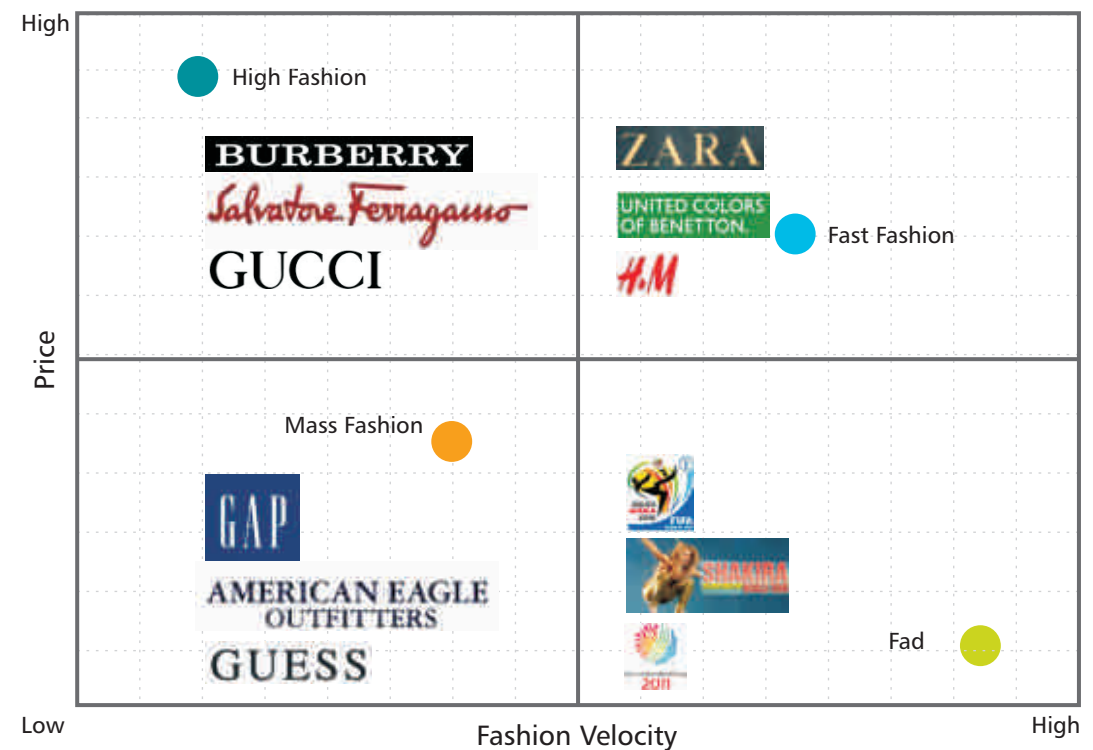 High
High Fashion
BURBERRY
Salvatore Ferragamo
GUCCI
ZARA
UNITED COLORS
OF BENETTON.
Fast Fashion
H&M
Price
Mass Fashion
GAP
AMERICAN EAGLE
OUTFITTERS
GUESS
FIFA
SHAKIRA
2011
Fad
Low
Fashion Velocity
High